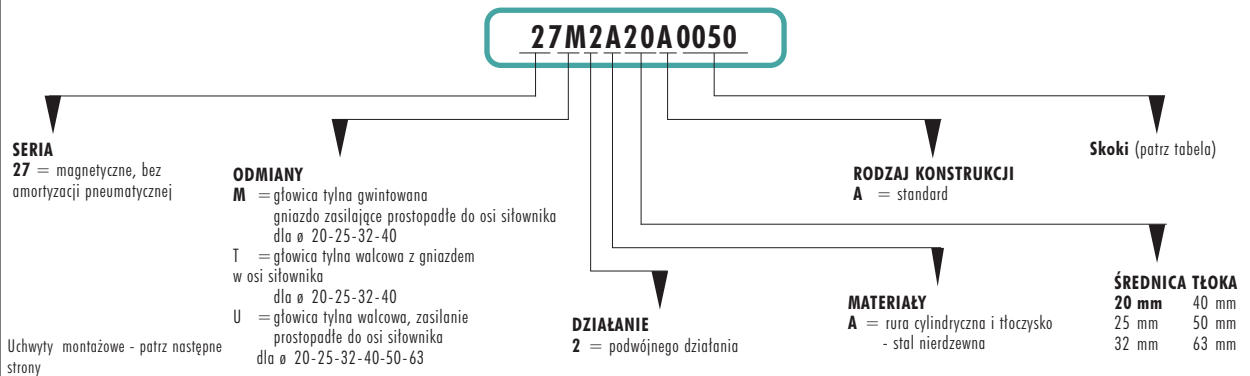 27M2A20A0050
SERIA
27 = magnetyczne, bez
amortyzacji pneumatycznej
ODMIANY
M = głowica tylna gwintowana
gniazdo zasilające prostopadłe do osi siłownika
dla ø 20-25-32-40
T = głowica tylna walcowa z gniazdem
w osi siłownika
dla ø 20-25-32-40
U = głowica tylna walcowa, zasilanie
prostopadłe do osi siłownika
dla ø 20-25-32-40-50-63
Uchwyty montażowe - patrz następne
strony
DZIAŁANIE
2 = podwójnego działania
RODZAJ KONSTRUKCJI
A = standard
MATERIAŁY
A = rura cylindryczna i tłoczysko
- stal nierdzewna
Skoki (patrz tabela)
ŚREDNICA TŁOKA
20 mm 40 mm
25 mm 50 mm
32 mm 63 mm